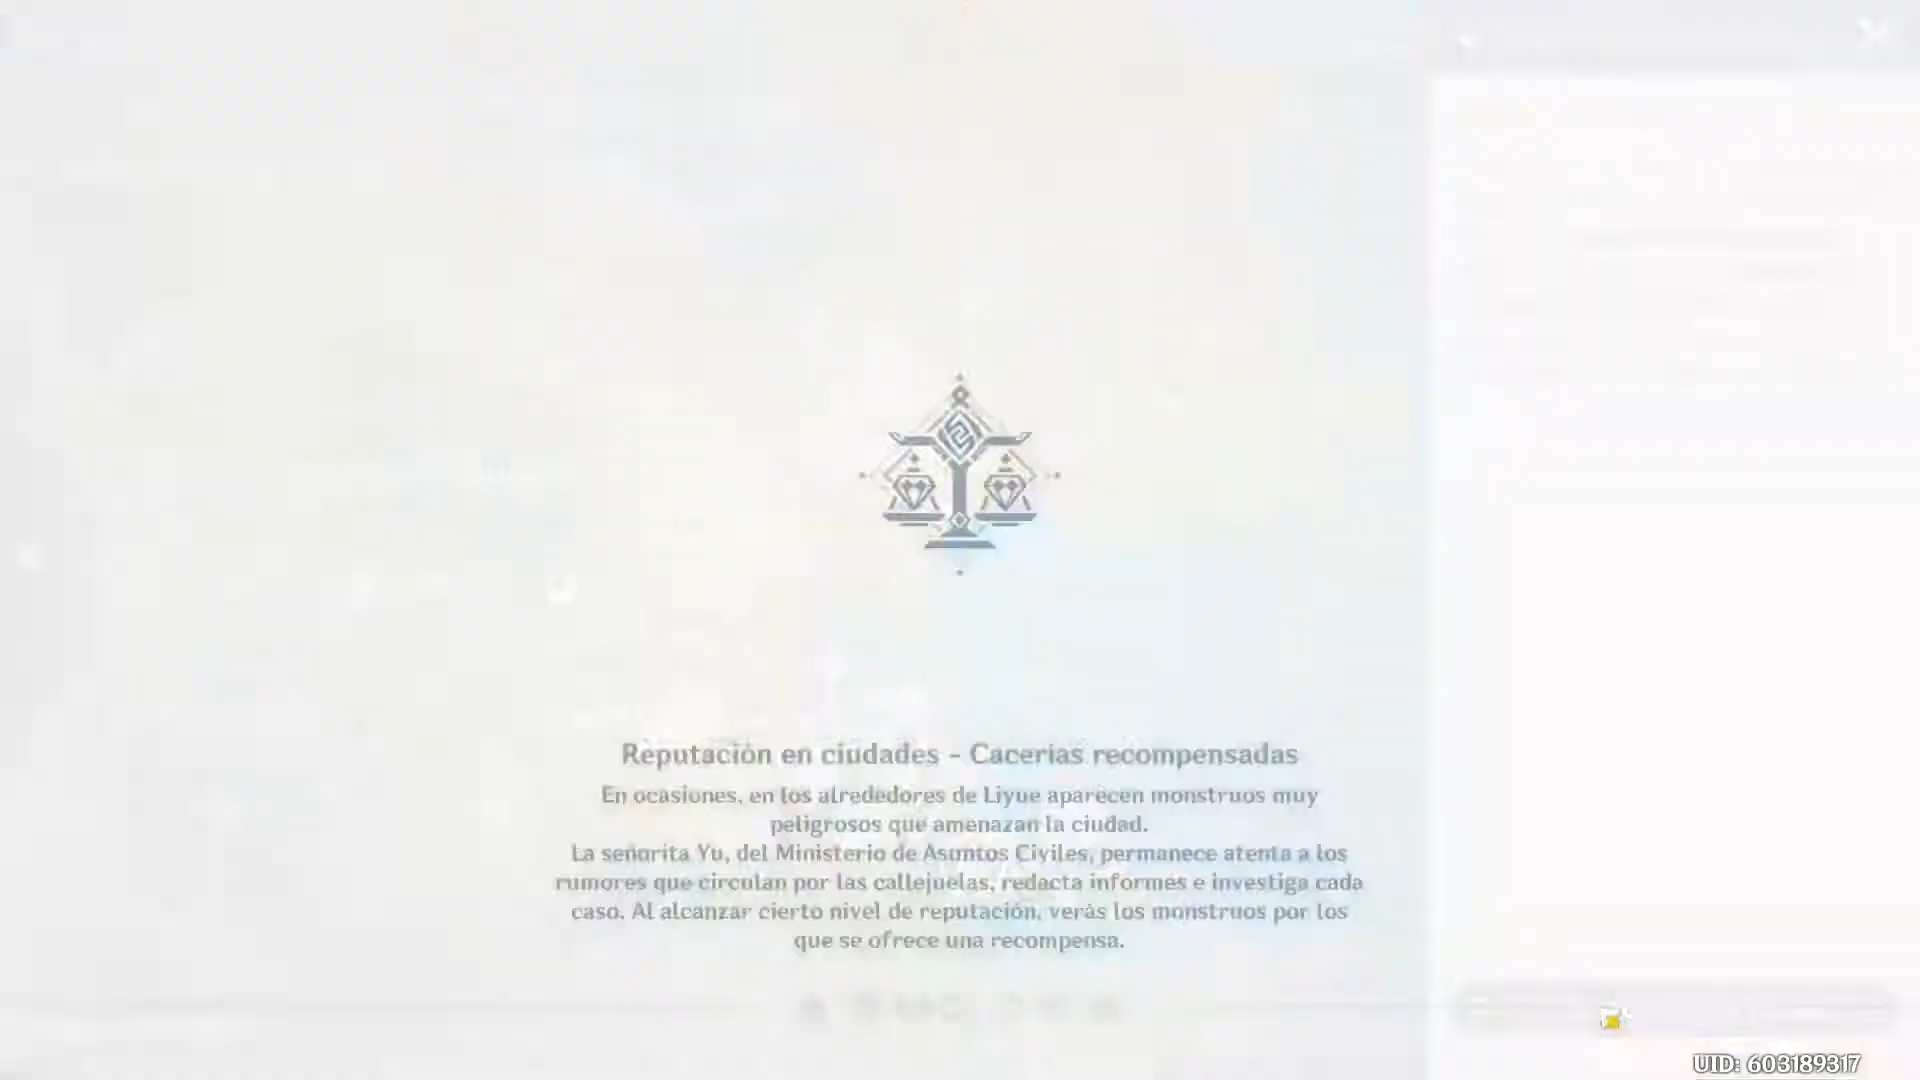 Reputación en ciudades - Cacerías recompensadas
En ocasiones, en los alrededores de Liyue aparecen monstruos muy
peligrosos que amenazan la ciudad.
La señorita Yu, del Ministerio de Asuntos Civiles, permanece atenta a los
rumores que circulan por las callejuelas, redacta informes e investiga cada
caso. Al alcanzar cierto nivel de reputación, verás los monstruos por los
que se ofrece una recompensa.
UID: 603189317